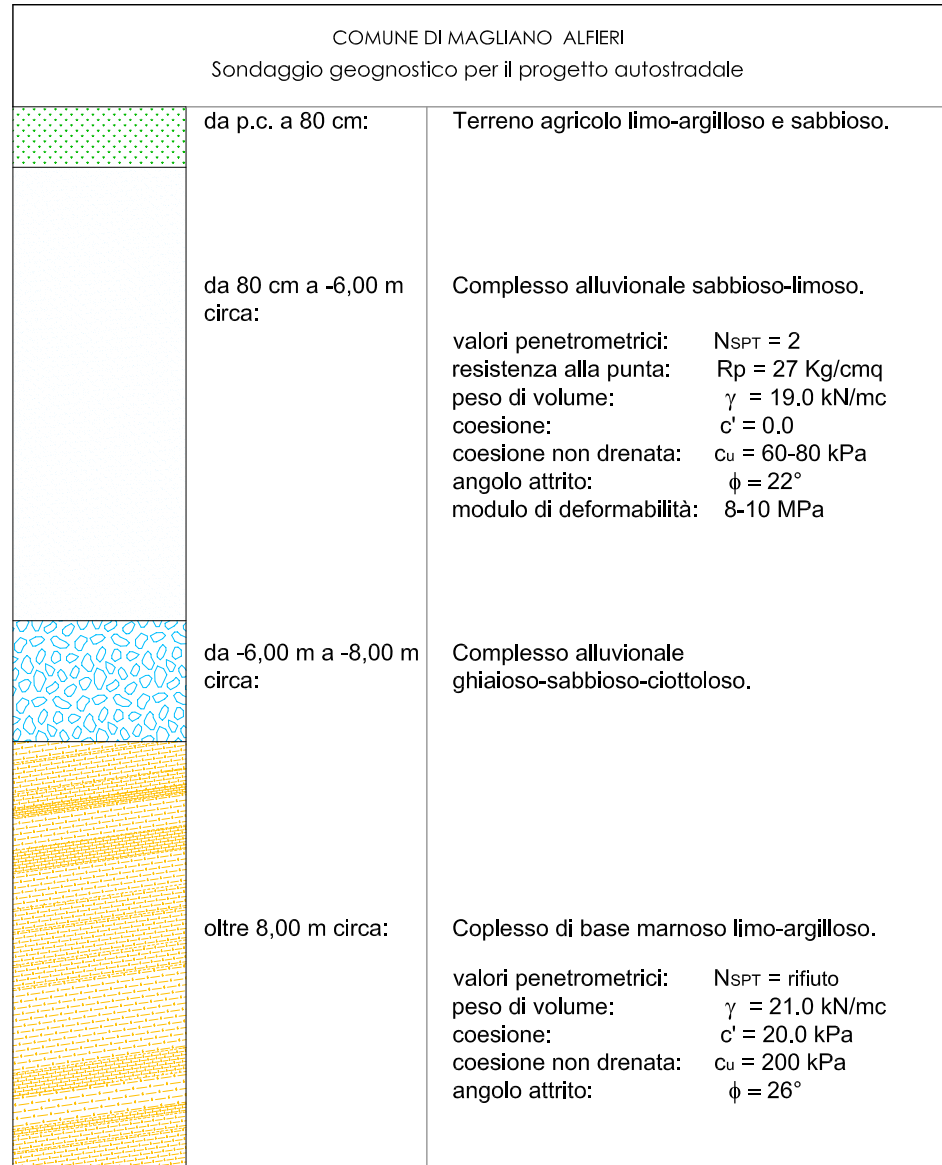 COMUNE DI MAGLIANO ALFIERI
Sondaggio geognostico per il progetto autostradale
da p.c. a 80 cm:
Terreno agricolo limo-argilloso e sabbioso.
da 80 cm a -6,00 m
circa:
Complesso alluvionale sabbioso-limoso.
valori penetrometrici: NSPT = 2
resistenza alla punta: Rp = 27 Kg/cmq
peso di volume: γ = 19.0 kN/mc
coesione: c' = 0.0
coesione non drenata: cu = 60-80 kPa
angolo attrito: ϕ = 22°
modulo di deformabilità: 8-10 MPa
da -6,00 m a -8,00 m
circa:
Complesso alluvionale
ghiaioso-sabbioso-ciottoloso.
oltre 8,00 m circa:
Coplesso di base marnoso limo-argilloso.
valori penetrometrici: NSPT = rifiuto
peso di volume: γ = 21.0 kN/mc
coesione: c' = 20.0 kPa
coesione non drenata: cu = 200 kPa
angolo attrito: ϕ = 26°